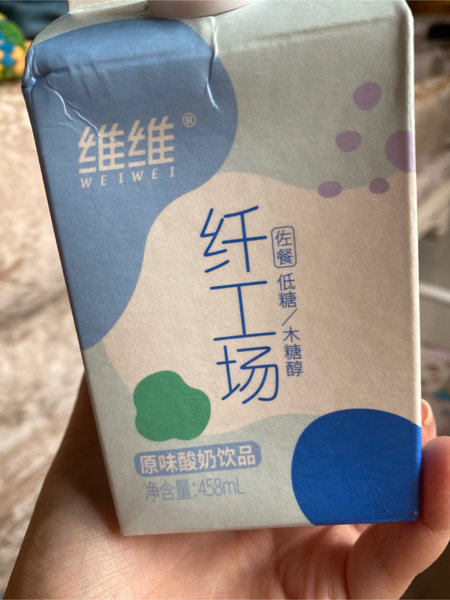 维维®
WEIWEI
纤工场
佐餐
低糖/木糖醇
原味酸奶饮品
净含量:458mL